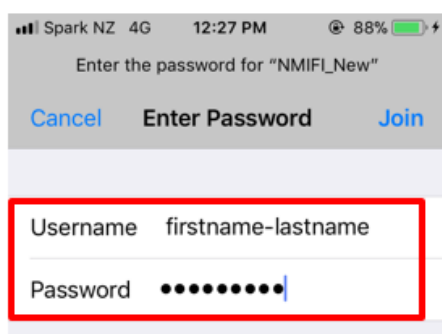 Spark NZ 4G 12:27 PM 88%
Enter the password for “NMIFI_New”
Cancel Enter Password Join
Username firstname-lastname
Password ●●●●●●●●●